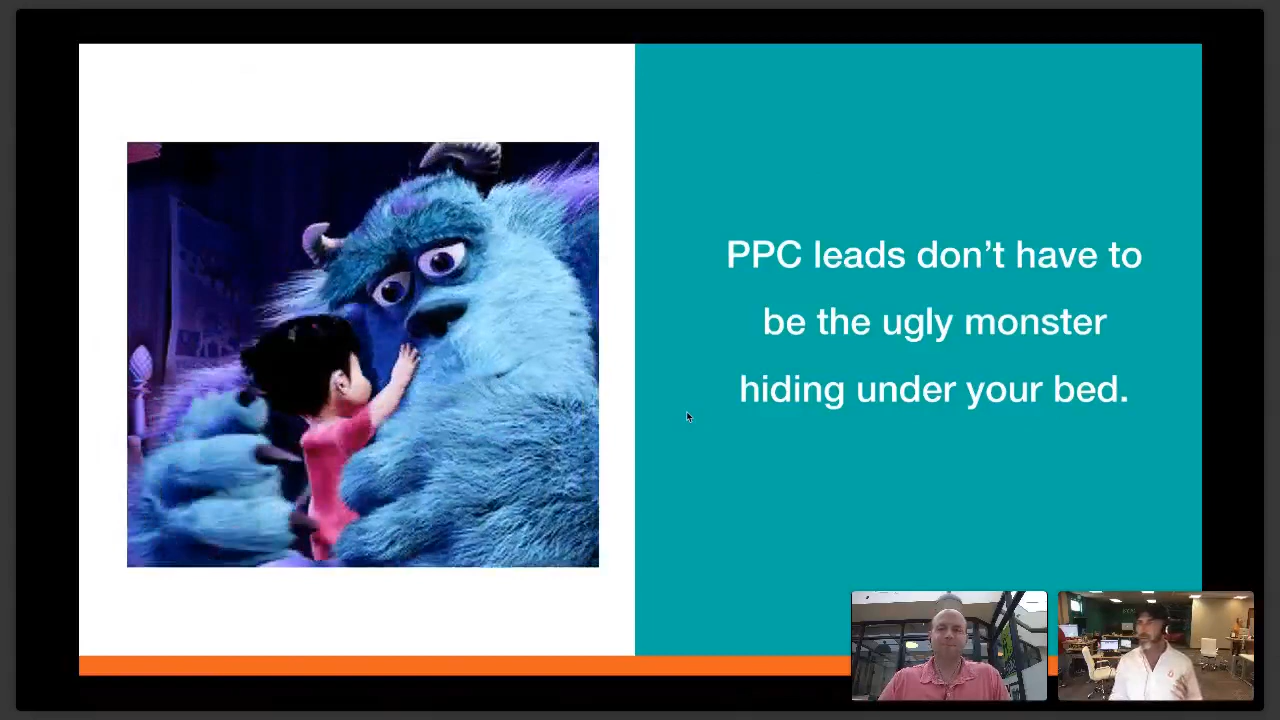 PPC leads don’t have to
be the ugly monster
hiding under your bed.